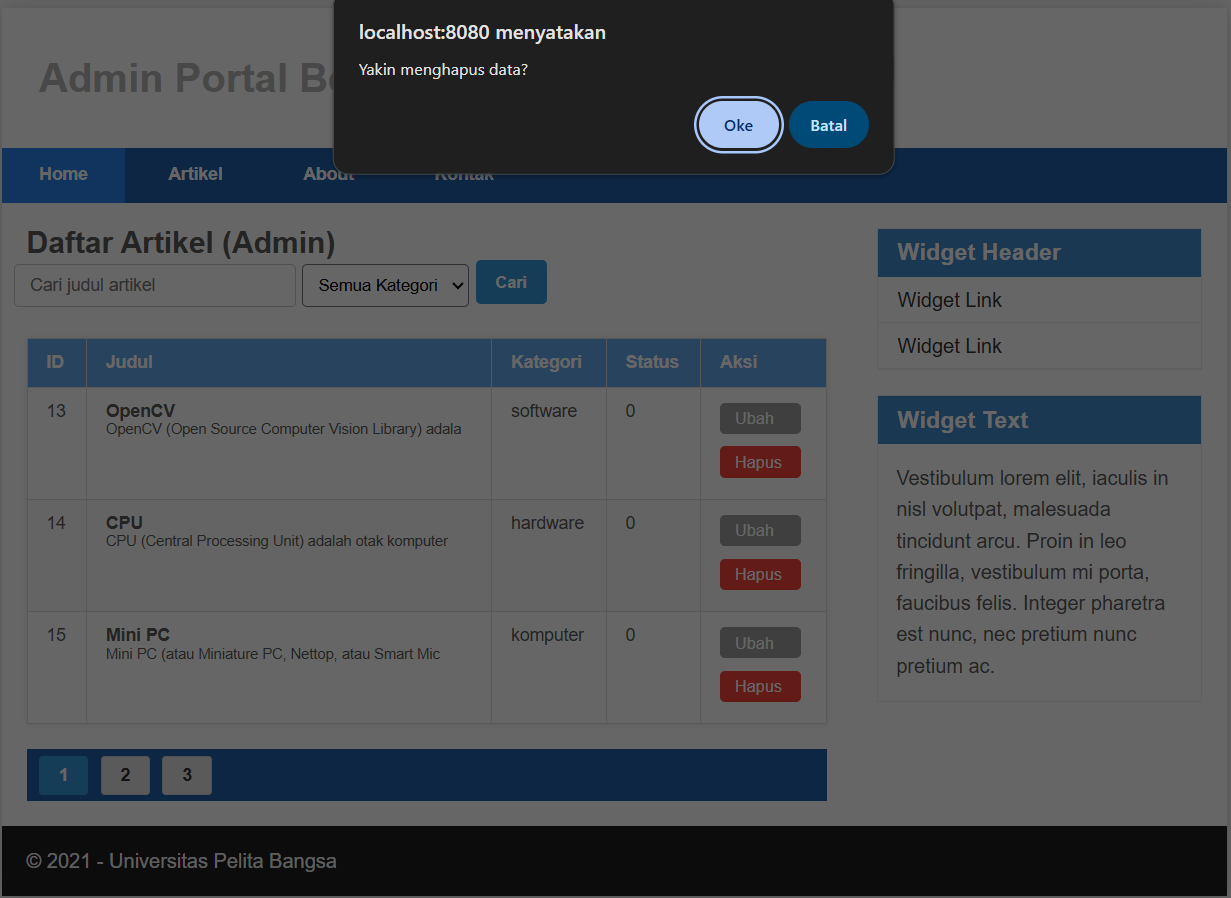 localhost:8080 menyatakan
Yakin menghapus data?
Oke Batal
Admin Portal
Home Artikel About Kontak
Daftar Artikel (Admin)
Cari judul artikel Semua Kategori Cari
ID Judul Kategori Status Aksi
13 OpenCV software 0 Ubah
OpenCV (Open Source Computer Vision Library) adala
Hapus
14 CPU hardware 0 Ubah
CPU (Central Processing Unit) adalah otak komputer
Hapus
15 Mini PC komputer 0 Ubah
Mini PC (atau Miniature PC, Nettop, atau Smart Mic
Hapus
1 2 3
Widget Header
Widget Link
Widget Link
Widget Text
Vestibulum lorem elit, iaculis in
nisl volutpat, malesuada
tincidunt arcu. Proin in leo
fringilla, vestibulum mi porta,
faucibus felis. Integer pharetra
est nunc, nec pretium nunc
pretium ac.
© 2021 - Universitas Pelita Bangsa